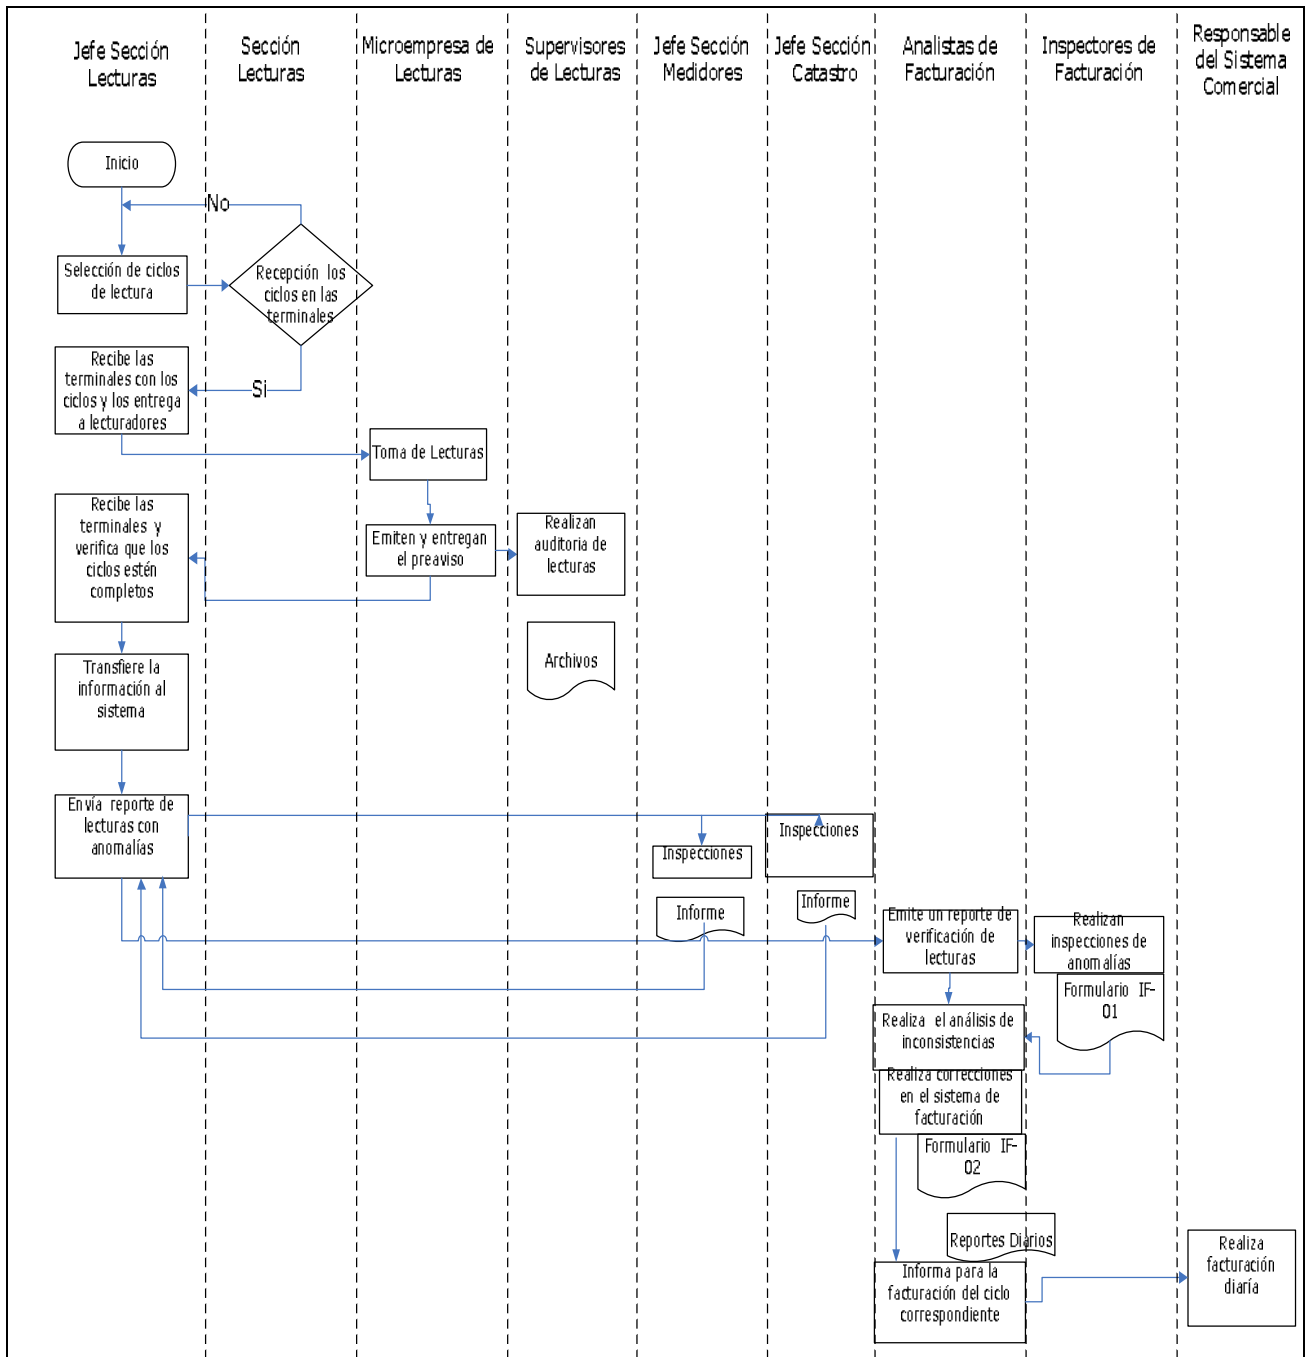 Jefe Sección
Lecturas
Sección
Lecturas
Microempresa de
Lecturas
Supervisores
de Lecturas
Jefe Sección
Medidores
Jefe Sección
Catastro
Analistas de
Facturación
Inspectores de
Facturación
Responsable
del Sistema
Comercial
Inicio
No
Selección de ciclos
de lectura
Recepción los
ciclos en las
terminales
Recibe las
terminales con los
ciclos y los entrega
a lecturadores
Si
Toma de Lecturas
Recibe las
terminales y
verifica que los
ciclos estén
completos
Emiten y entregan
el preaviso
Realizan
auditoria de
lecturas
Archivos
Transfiere la
información al
sistema
Envía reporte de
lecturas con
anomalías
Inspecciones
Inspecciones
Informe
Informe
Emite un reporte de
verificación de
lecturas
Realizan
inspecciones de
anomalías
Formulario IF-
01
Realiza el análisis de
inconsistencias
Realiza correcciones
en el sistema de
facturación
Formulario IF-
02
Reportes Diarios
Informa para la
facturación del ciclo
correspondiente
Realiza
facturación
diaría